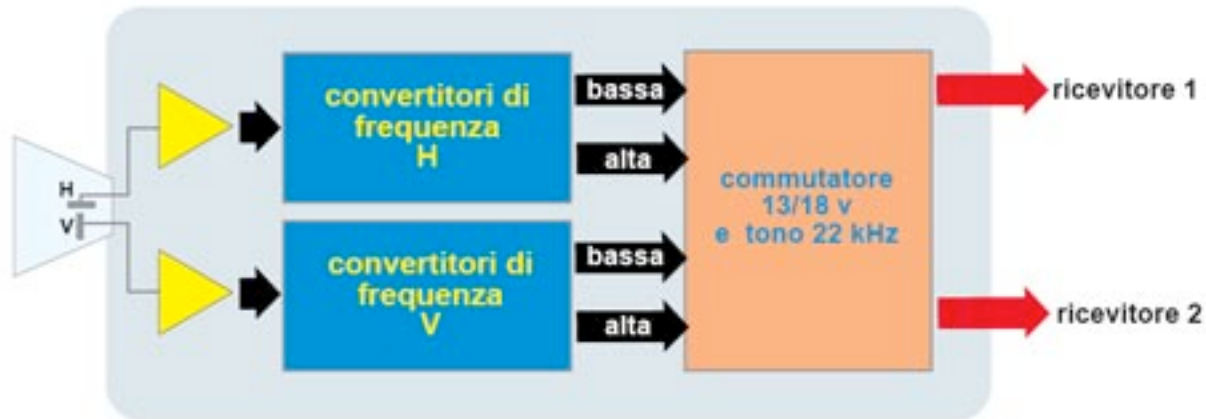 H
V
convertitori di
frequenza
H
bassa
alta
convertitori di
frequenza
V
bassa
alta
commutatore
13/18 v
e tono 22 kHz
ricevitore 1
ricevitore 2